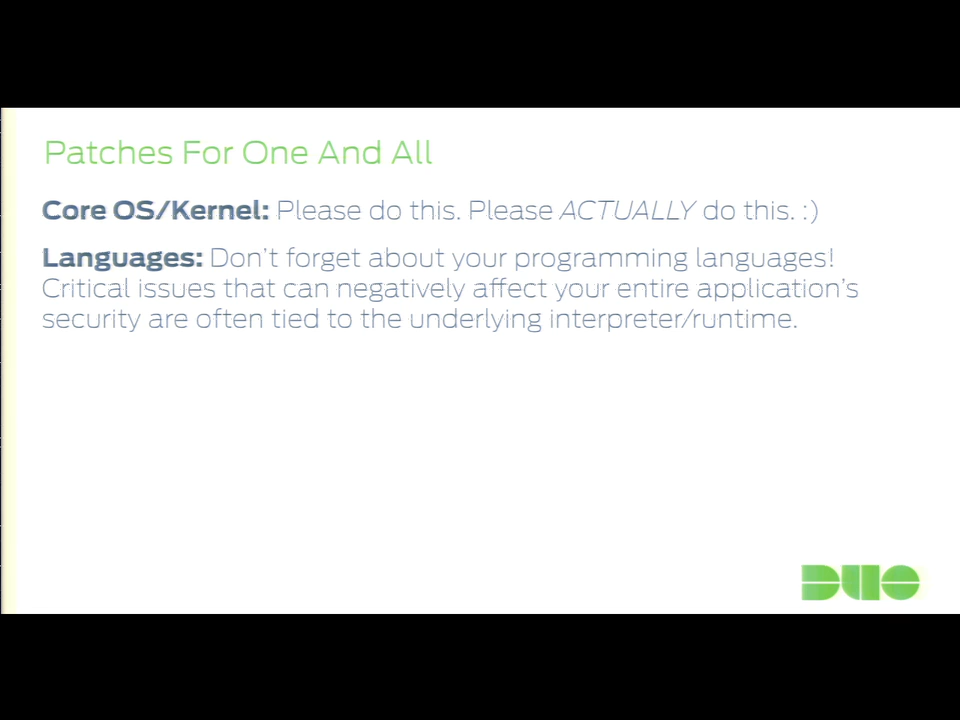 Patches For One And All
Core OS/Kernel: Please do this. Please ACTUALLY do this. :)
Languages: Don't forget about your programming languages!
Critical issues that can negatively affect your entire application's
security are often tied to the underlying interpreter/runtime.
DUO